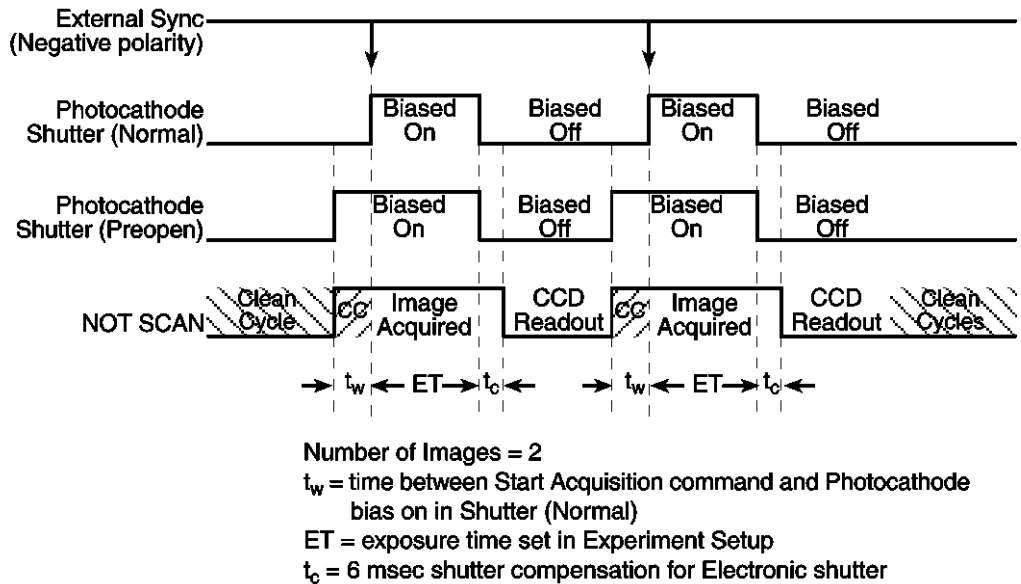 External Sync
(Negative polarity)
Photocathode
Shutter (Normal)
Biased
On
Biased
Off
Biased
On
Biased
Off
Photocathode
Shutter (Preopen)
Biased
On
Biased
Off
Biased
On
Biased
Off
NOT SCAN
Clean
Cycle
CC
Image
Acquired
CCD
Readout
CC
Image
Acquired
CCD
Readout
Clean
Cycles
tw ET tc tw ET tc
Number of Images = 2
tw = time between Start Acquisition command and Photocathode
bias on in Shutter (Normal)
ET = exposure time set in Experiment Setup
tc = 6 msec shutter compensation for Electronic shutter